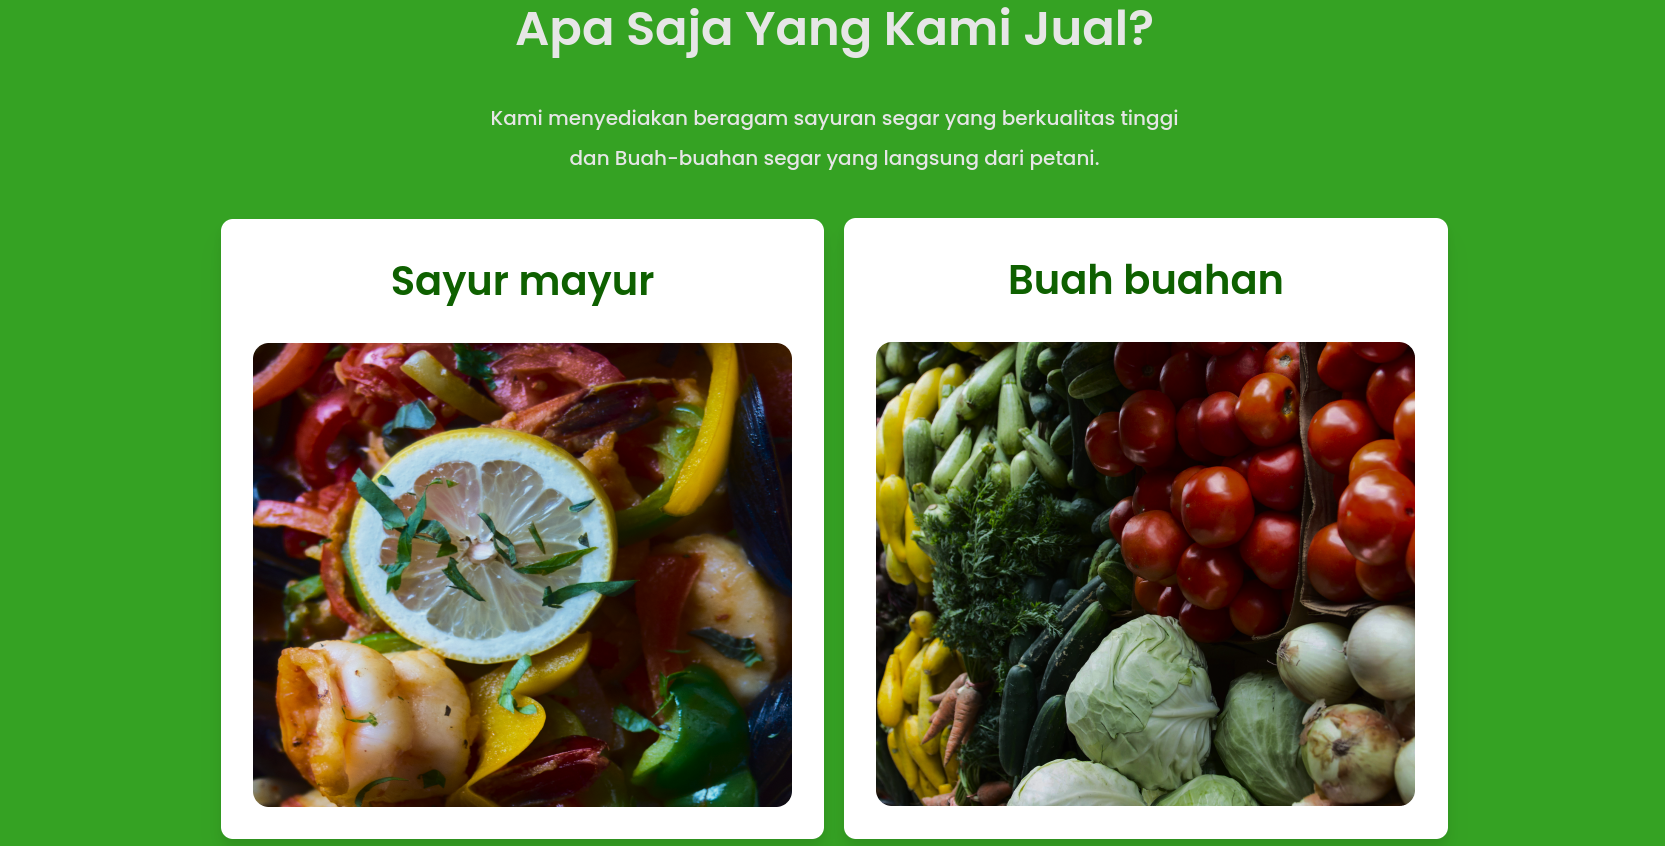 Apa Saja Yang Kami Jual?
Kami menyediakan beragam sayuran segar yang berkualitas tinggi
dan Buah-buahan segar yang langsung dari petani.
Sayur mayur
Buah buahan